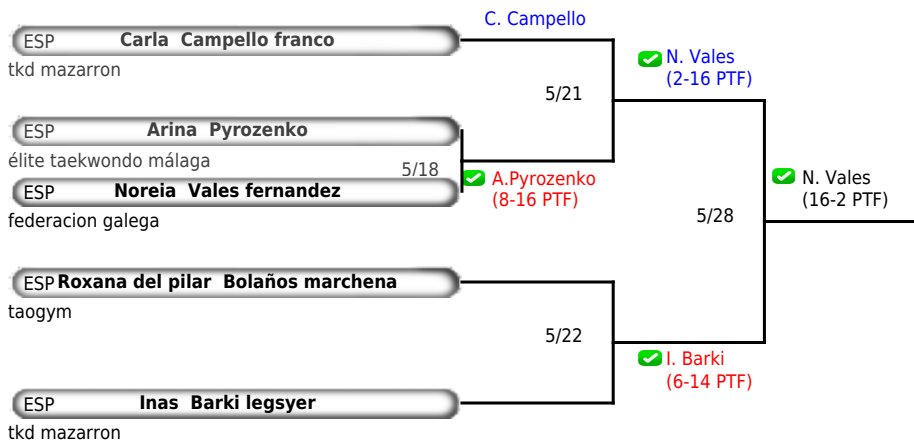 C. Campello
ESP Carla Campello franco
tkd mazarron
N. Vales
(2-16 PTF)
5/21
ESP Arina Pyrozenko
élite taekwondo málaga
5/18
A.Pyrozenko
(8-16 PTF)
ESP Noreia Vales fernandez
federacion galega
N. Vales
(16-2 PTF)
5/28
ESP Roxana del pilar Bolaños marchena
taogym
5/22
I. Barki
(6-14 PTF)
ESP Inas Barki legsyer
tkd mazarron